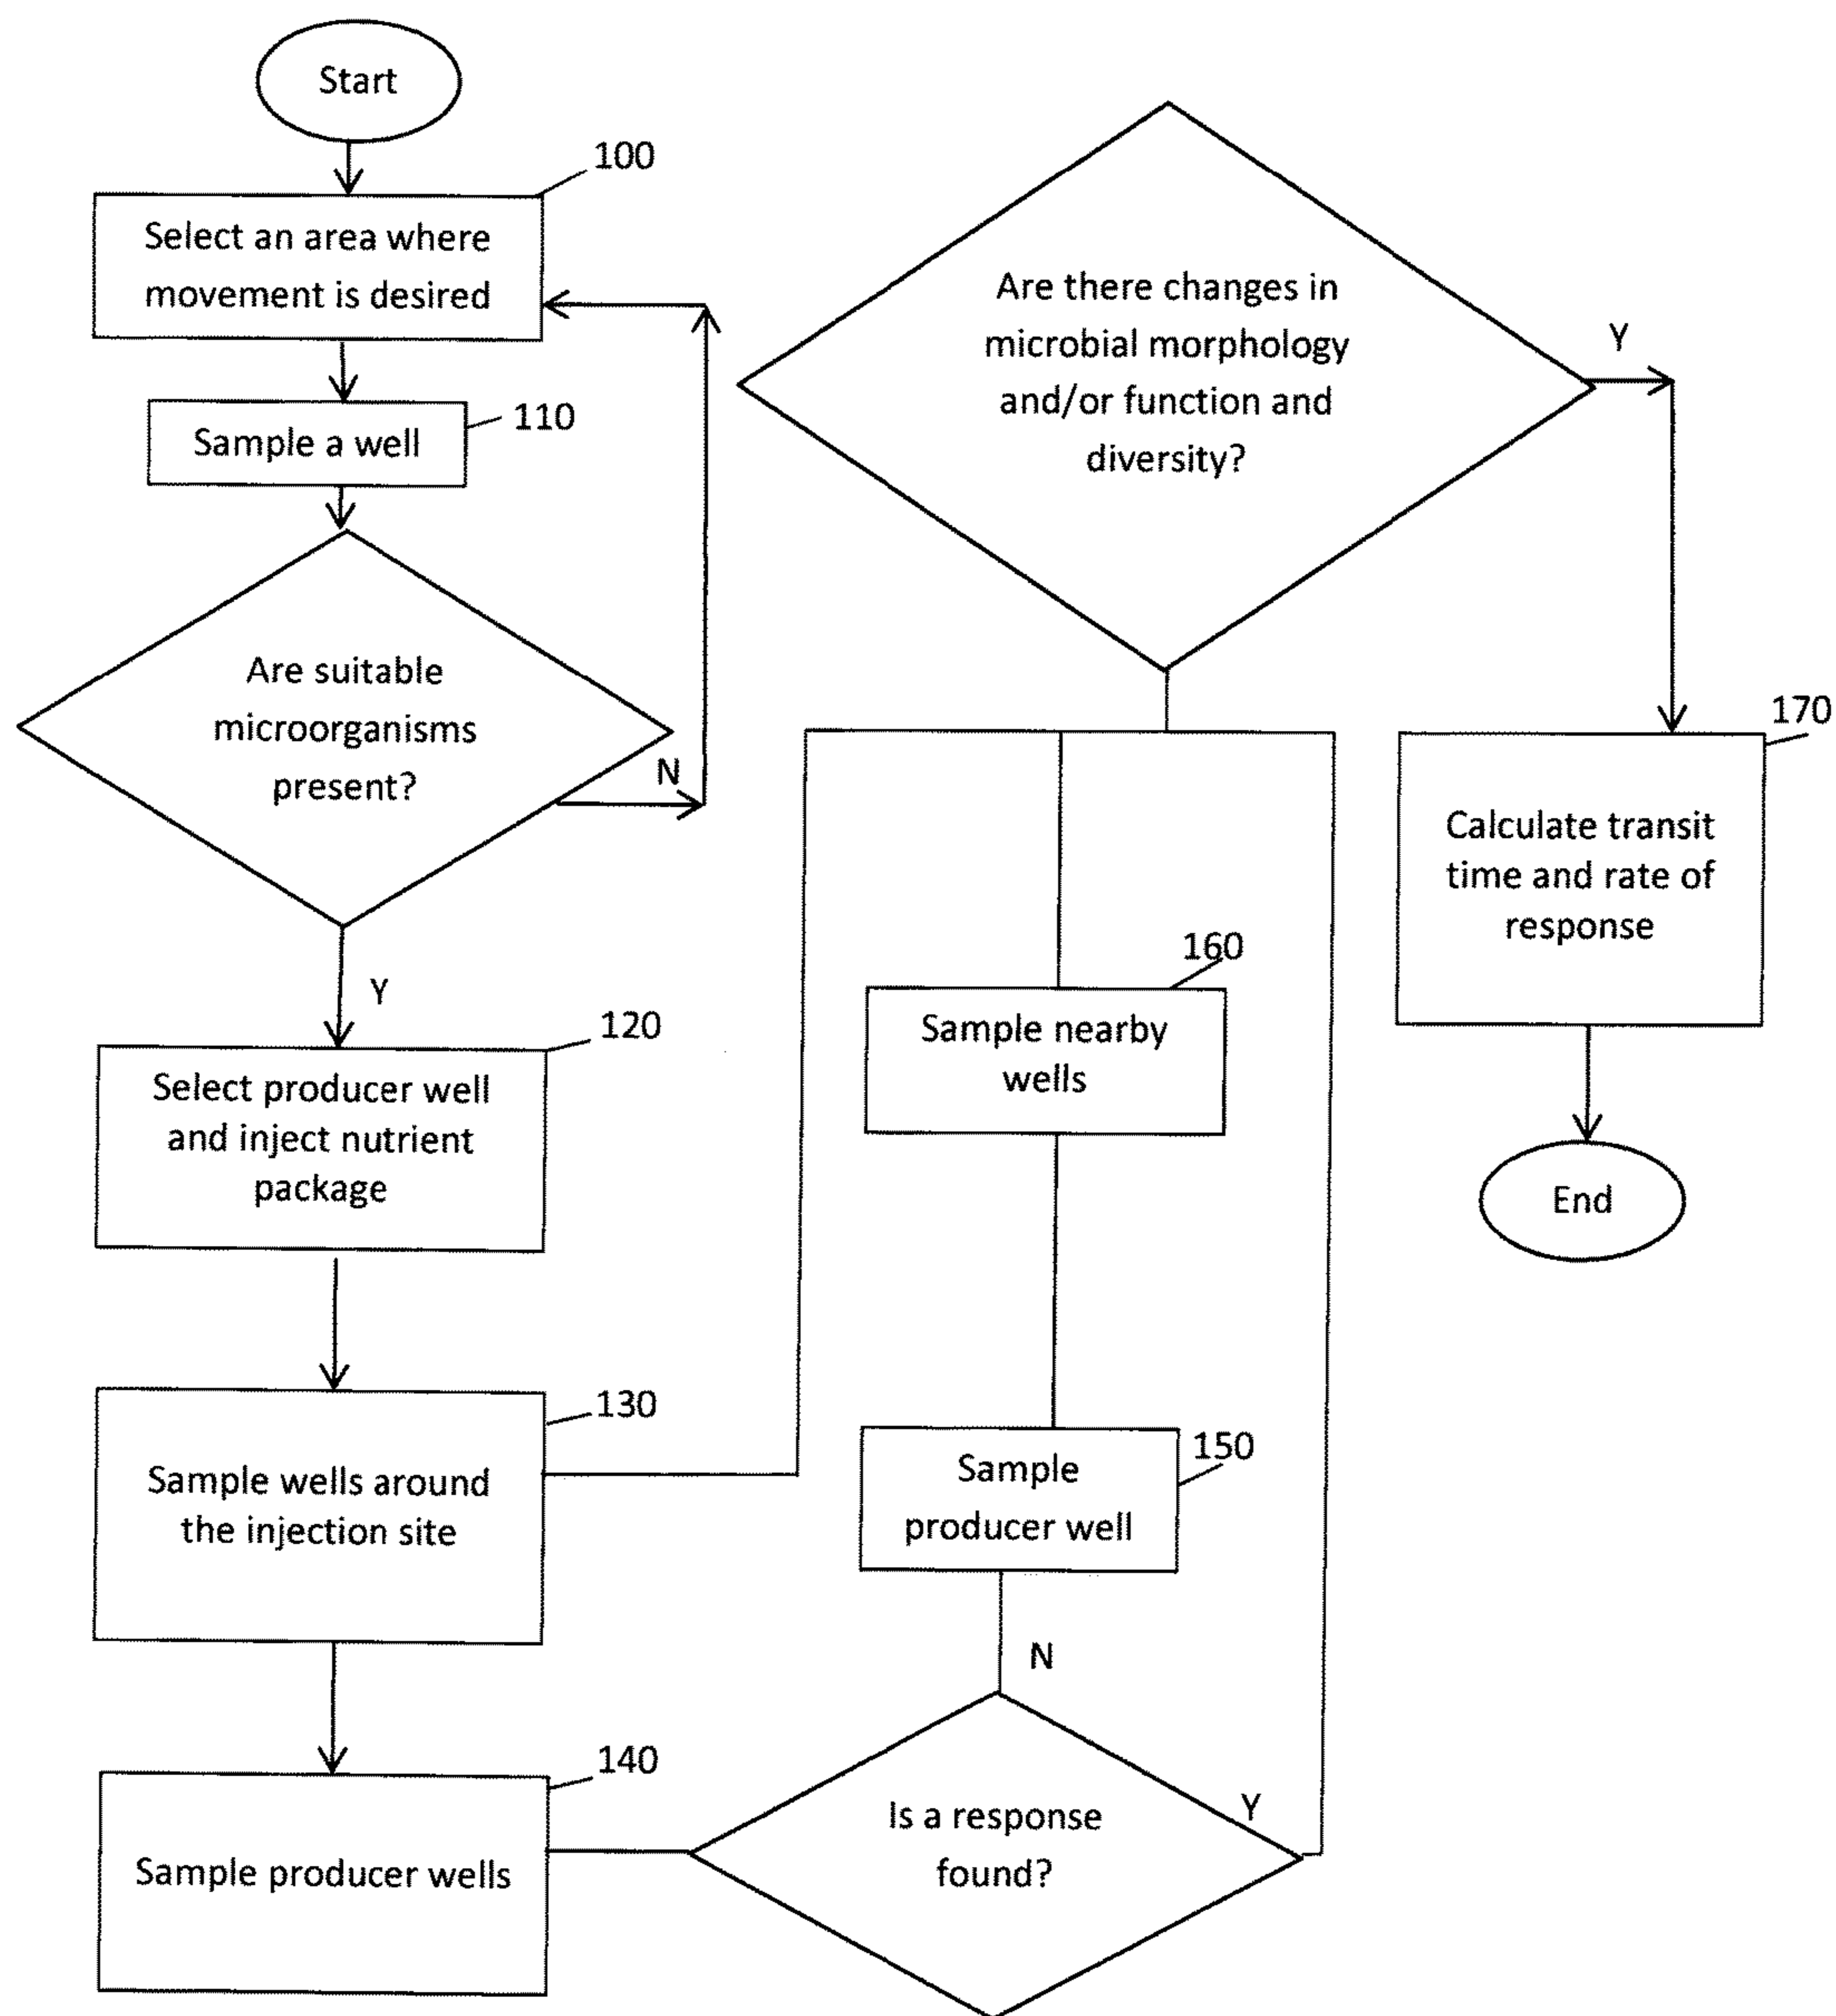 Start
100
Select an area where
movement is desired
110
Sample a well
Are suitable
microorganisms
present?
N
Y
120
Select producer well
and inject nutrient
package
130
Sample wells around
the injection site
140
Sample producer wells
Are there changes in
microbial morphology
and/or function and
diversity?
Y
160
Sample nearby
wells
150
Sample
producer well
N
Is a response
found?
Y
170
Calculate transit
time and rate of
response
End